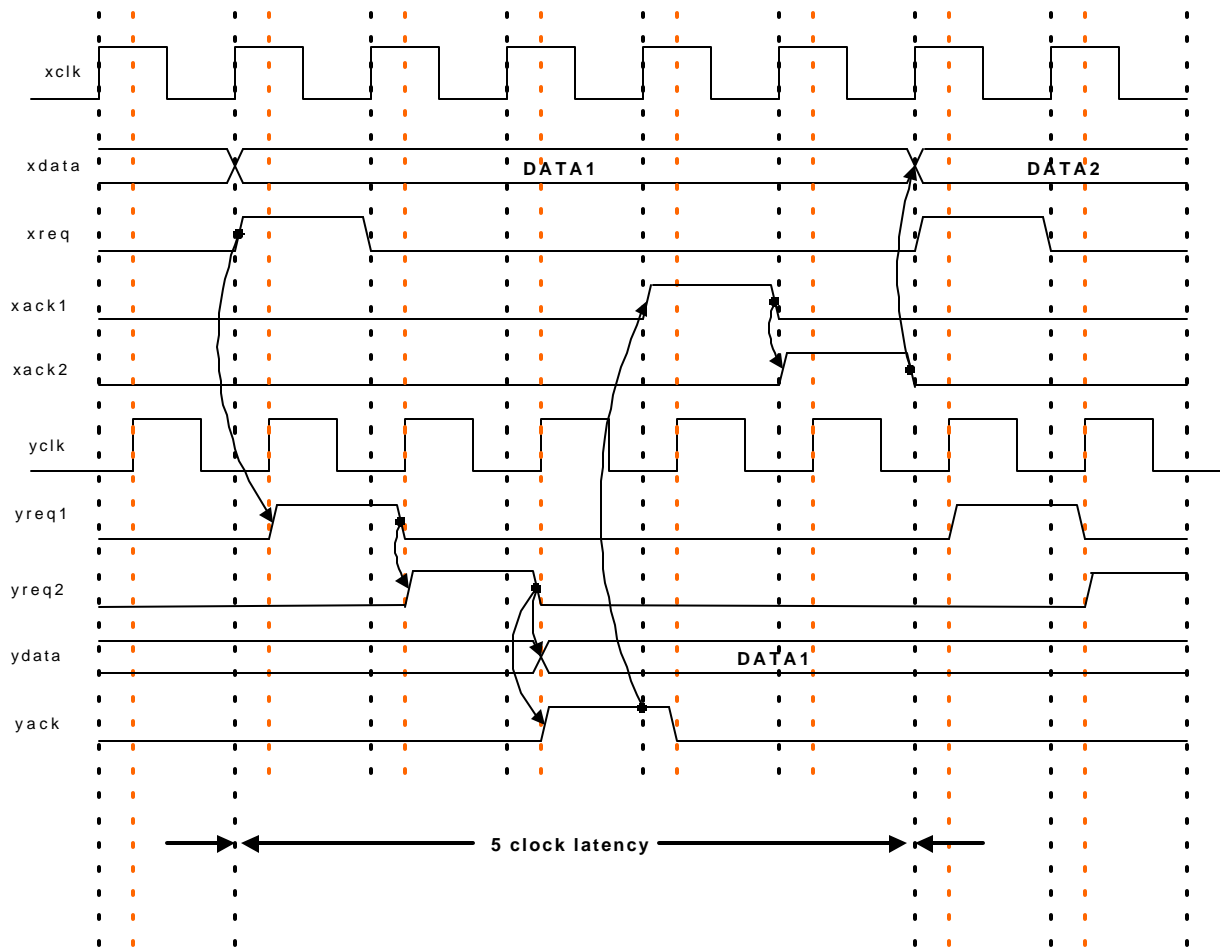 xclk
xdata
DATA1
DATA2
xreq
xack1
xack2
yclk
yreq1
yreq2
ydata
DATA1
yack
5 clock latency